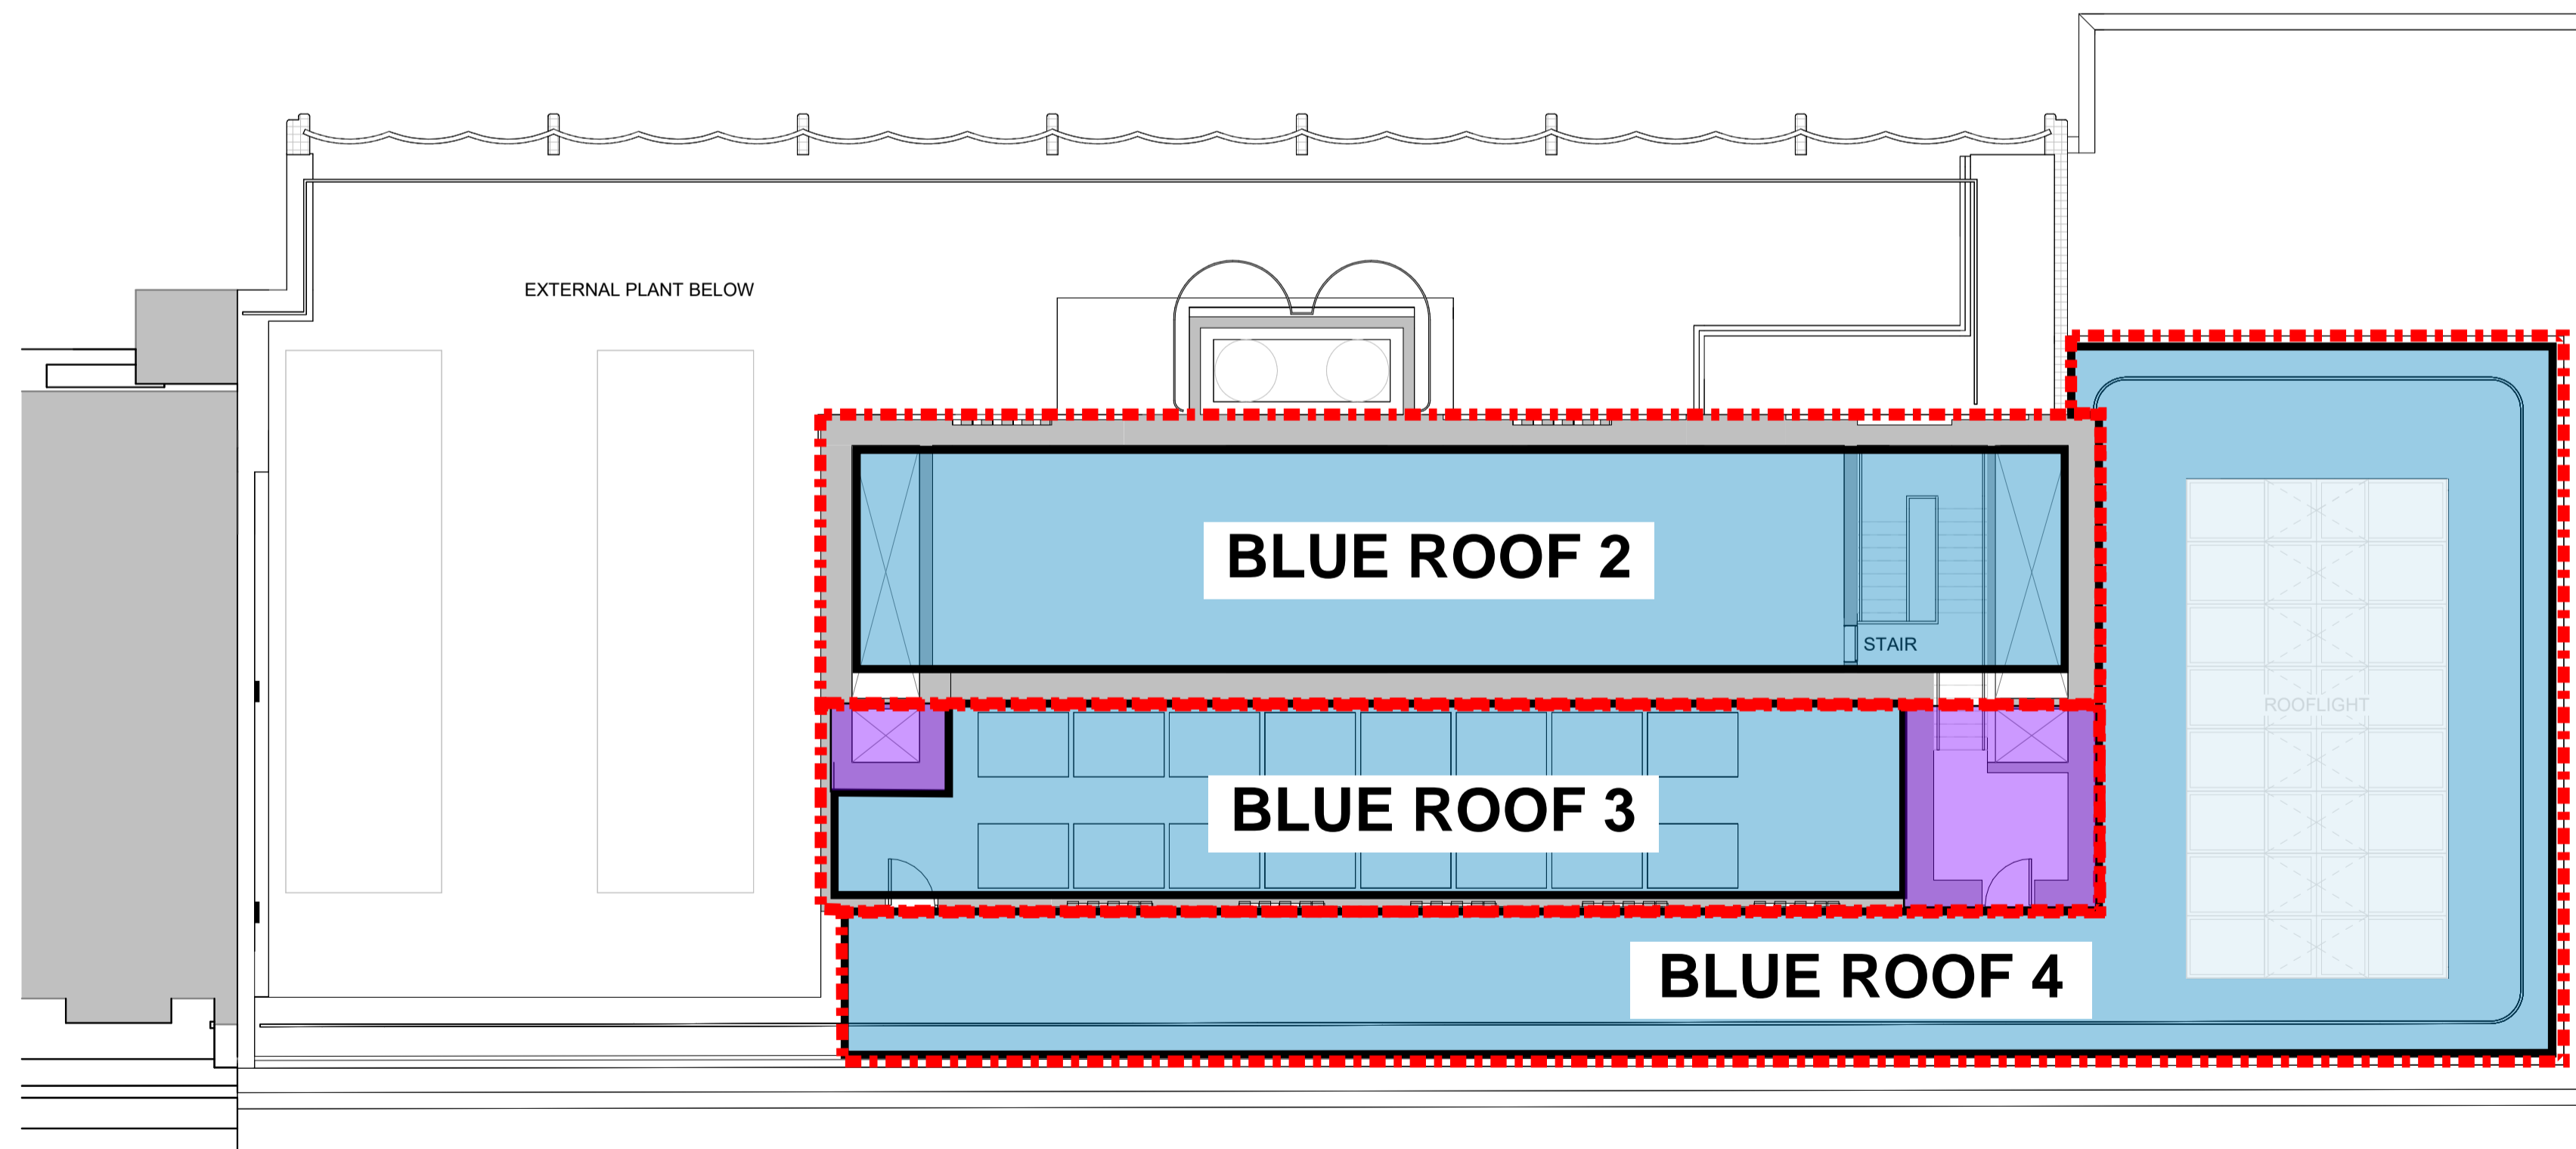 EXTERNAL PLANT BELOW
BLUE ROOF 2
STAIR
ROOFLIGHT
BLUE ROOF 3
BLUE ROOF 4